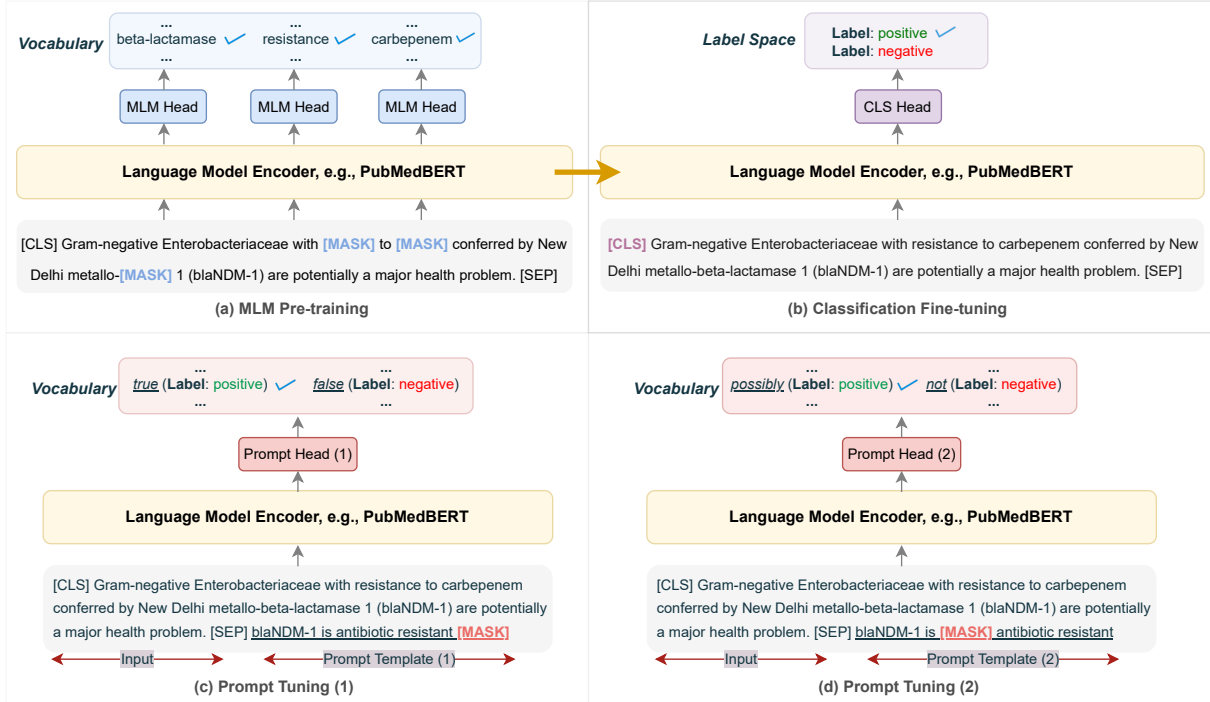 ...
...
...
Vocabulary
beta-lactamase
resistance
carbepenem
...
...
...
MLM Head
MLM Head
MLM Head
Language Model Encoder, e.g., PubMedBERT
[CLS] Gram-negative Enterobacteriaceae with [MASK] to [MASK] conferred by New
Delhi metallo-[MASK] 1 (blaNDM-1) are potentially a major health problem. [SEP]
(a) MLM Pre-training
Label Space
Label: positive
Label: negative
CLS Head
Language Model Encoder, e.g., PubMedBERT
[CLS] Gram-negative Enterobacteriaceae with resistance to carbepenem conferred by New
Delhi metallo-beta-lactamase 1 (blaNDM-1) are potentially a major health problem. [SEP]
(b) Classification Fine-tuning
...
...
Vocabulary
true (Label: positive)
false (Label: negative)
...
...
Prompt Head (1)
Language Model Encoder, e.g., PubMedBERT
[CLS] Gram-negative Enterobacteriaceae with resistance to carbepenem
conferred by New Delhi metallo-beta-lactamase 1 (blaNDM-1) are potentially
a major health problem. [SEP] blaNDM-1 is antibiotic resistant [MASK]
Input
Prompt Template (1)
(c) Prompt Tuning (1)
...
...
Vocabulary
possibly (Label: positive)
not (Label: negative)
...
...
Prompt Head (2)
Language Model Encoder, e.g., PubMedBERT
[CLS] Gram-negative Enterobacteriaceae with resistance to carbepenem
conferred by New Delhi metallo-beta-lactamase 1 (blaNDM-1) are potentially
a major health problem. [SEP] blaNDM-1 is [MASK] antibiotic resistant
Input
Prompt Template (2)
(d) Prompt Tuning (2)